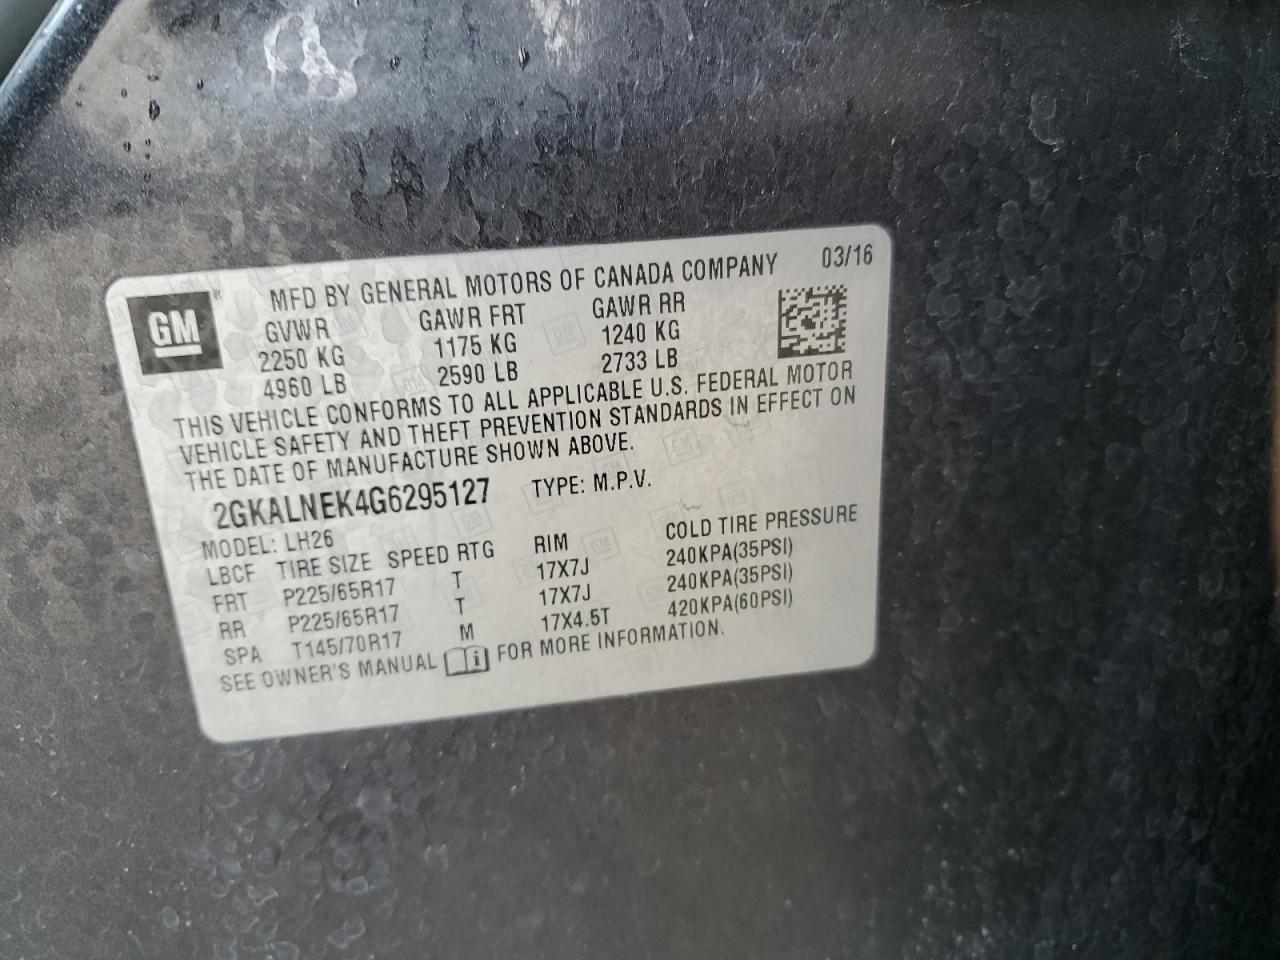 MFD BY GENERAL MOTORS OF CANADA COMPANY 03/16
GM
GVWR GAWR FRT GAWR RR
2250 KG 1175 KG 1240 KG
4960 LB 2590 LB 2733 LB
THIS VEHICLE CONFORMS TO ALL APPLICABLE U.S. FEDERAL MOTOR
VEHICLE SAFETY AND THEFT PREVENTION STANDARDS IN EFFECT ON
THE DATE OF MANUFACTURE SHOWN ABOVE.
2GKALNEK4G6295127 TYPE: M.P.V.
MODEL: LH26
LBCF TIRE SIZE SPEED RTG RIM COLD TIRE PRESSURE
FRT P225/65R17 T 17X7J 240KPA(35PSI)
RR P225/65R17 T 17X7J 240KPA(35PSI)
SPA T145/70R17 M 17X4.5T 420KPA(60PSI)
SEE OWNER'S MANUAL i FOR MORE INFORMATION.